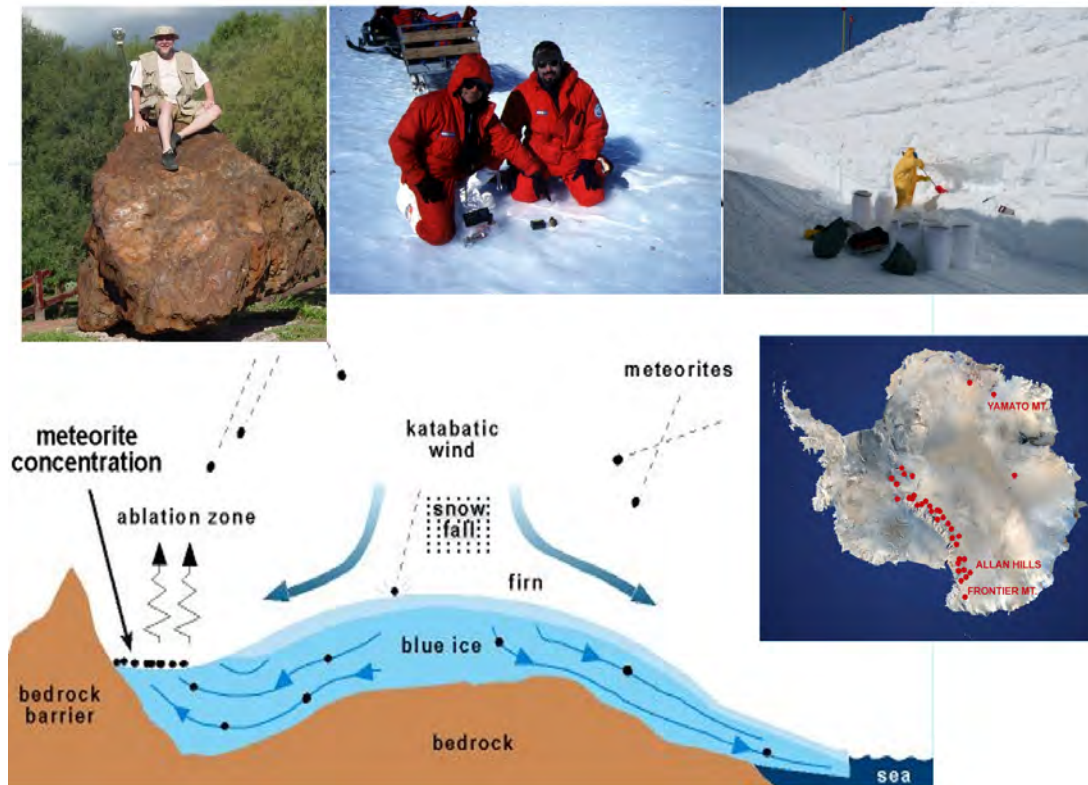 meteorites
YAMATO MT.
meteorite
concentration
katabatic
wind
ablation zone
snow
fall
firn
ALLAN HILLS
FRONTIER MT.
blue ice
bedrock
barrier
bedrock
sea